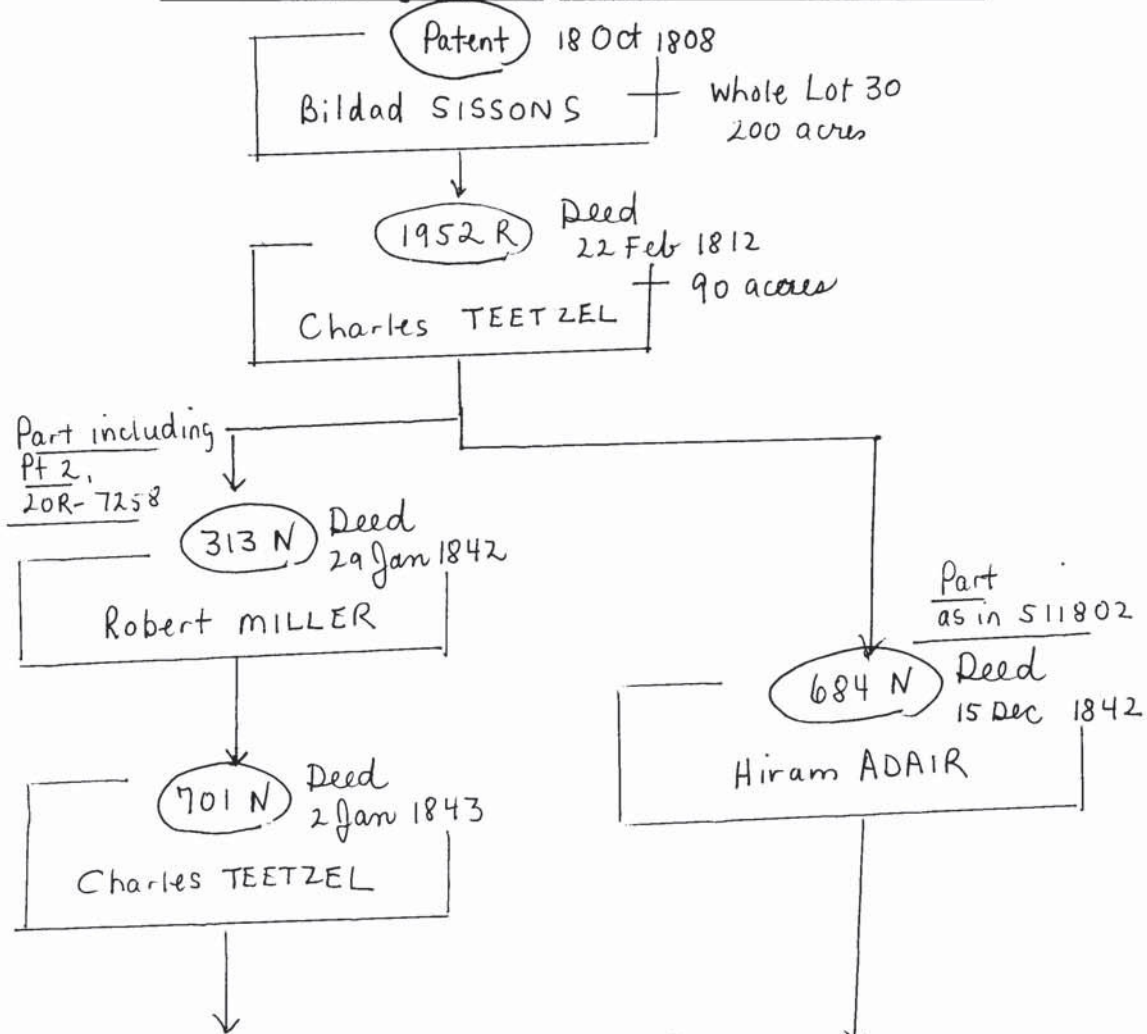 Patent 18 Oct 1808
Bildad SISSONS
Whole Lot 30
200 acres
1952 R
Deed
22 Feb 1812
90 acres
Charles TEETZEL
Part including
Pt 2,
20R-7258
313 N
Deed
29 Jan 1842
Robert MILLER
Part
as in 511802
684 N
Deed
15 Dec 1842
Hiram ADAIR
701 N
Deed
2 Jan 1843
Charles TEETZEL